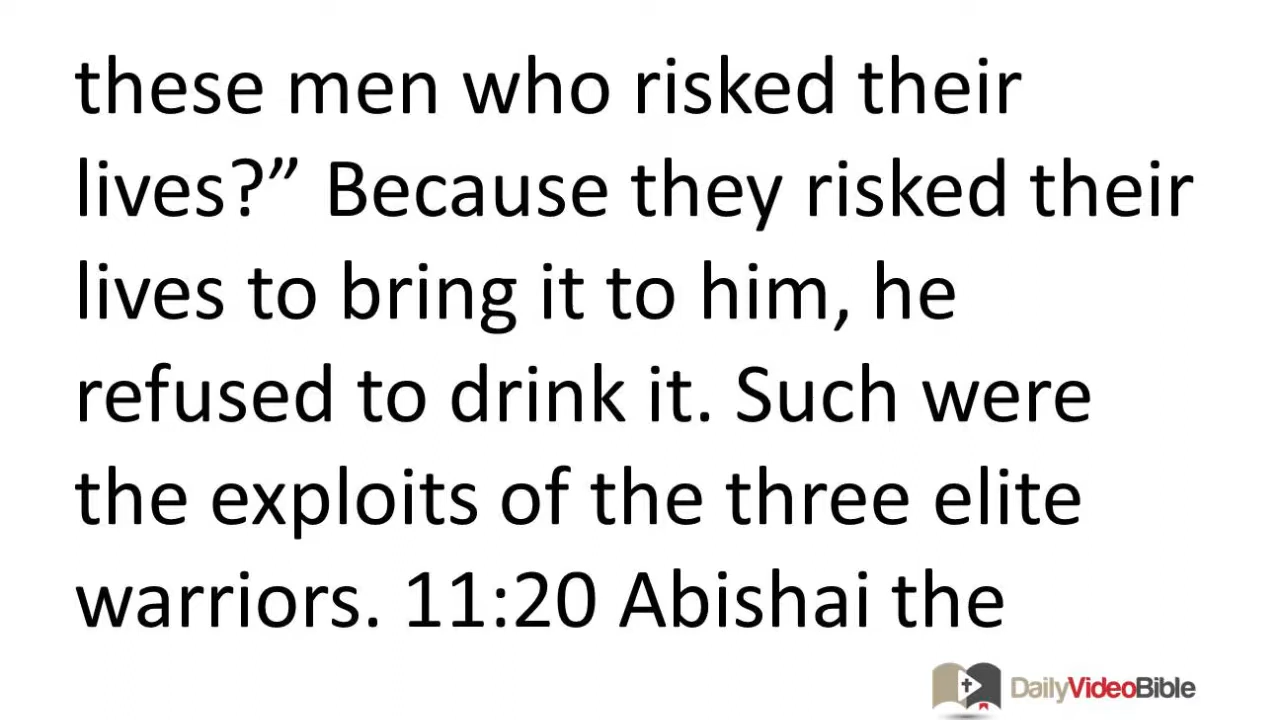 these men who risked their
lives?” Because they risked their
lives to bring it to him, he
refused to drink it. Such were
the exploits of the three elite
warriors. 11:20 Abishai the
DailyVideoBible